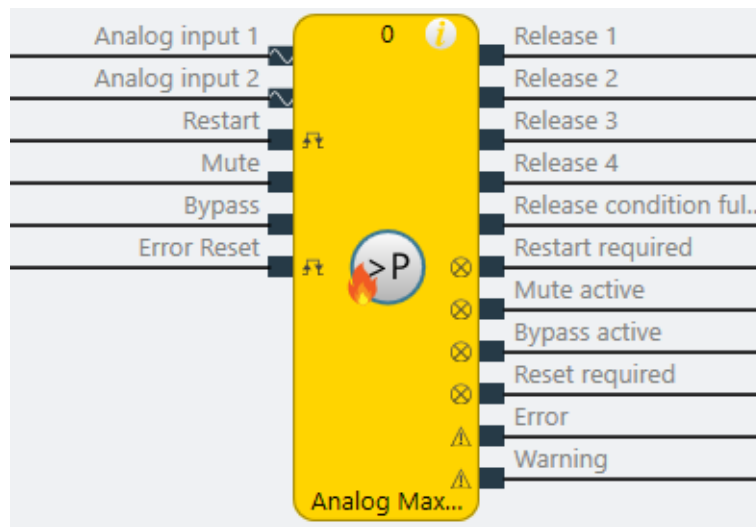 0
Analog input 1
Analog input 2
Restart
Mute
Bypass
Error Reset
>P
Release 1
Release 2
Release 3
Release 4
Release condition ful..
Restart required
Mute active
Bypass active
Reset required
Error
Warning
Analog Max...